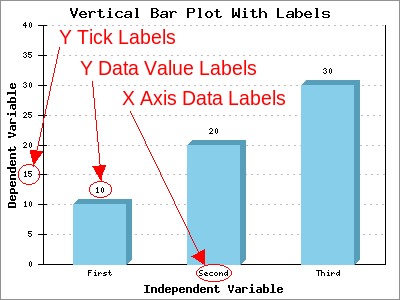 Vertical Bar Plot With Labels
Y Tick Labels
Y Data Value Labels
X Axis Data Labels
Dependent Variable
40
35
30
25
20
15
10
5
0
10
20
30
First
Second
Third
Independent Variable